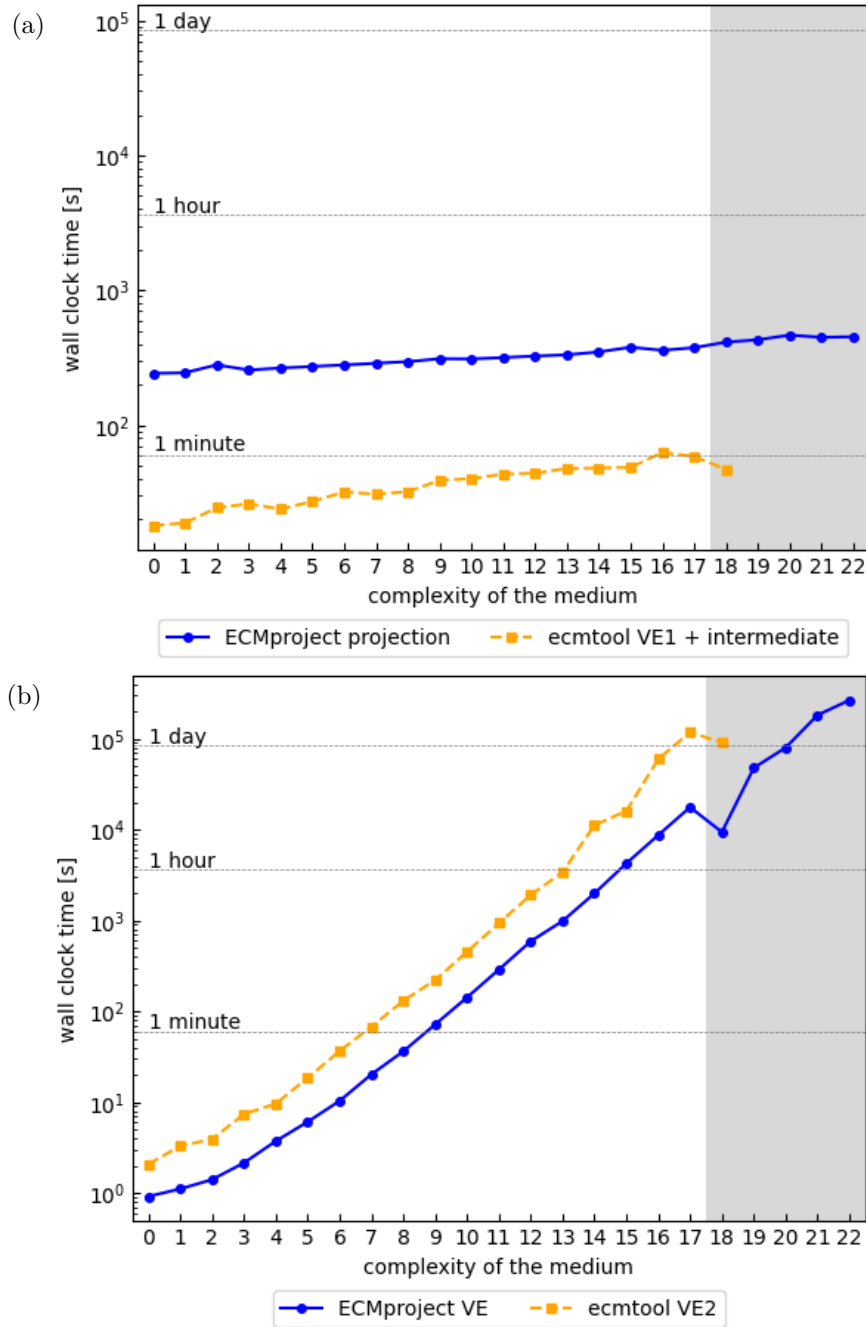 (a)
10^5
1 day
10^4
1 hour
10^3
10^2
1 minute
wall clock time [s]
0 1 2 3 4 5 6 7 8 9 10 11 12 13 14 15 16 17 18 19 20 21 22
complexity of the medium
ECMproject projection ecmtool VE1 + intermediate
(b)
10^5
1 day
10^4
1 hour
10^3
10^2
1 minute
10^1
10^0
wall clock time [s]
0 1 2 3 4 5 6 7 8 9 10 11 12 13 14 15 16 17 18 19 20 21 22
complexity of the medium
ECMproject VE ecmtool VE2